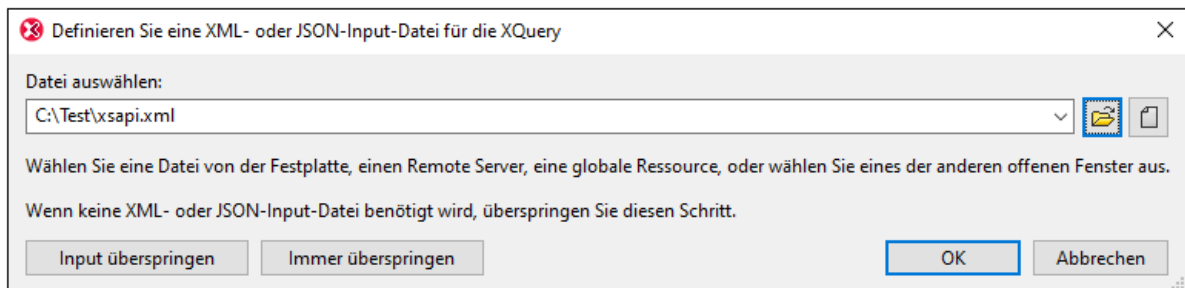 Definieren Sie eine XML- oder JSON-Input-Datei für die XQuery
Datei auswählen:
C:\Test\xsapi.xml
Wählen Sie eine Datei von der Festplatte, einen Remote Server, eine globale Ressource, oder wählen Sie eines der anderen offenen Fenster aus.
Wenn keine XML- oder JSON-Input-Datei benötigt wird, überspringen Sie diesen Schritt.
Input überspringen
Immer überspringen
OK
Abbrechen